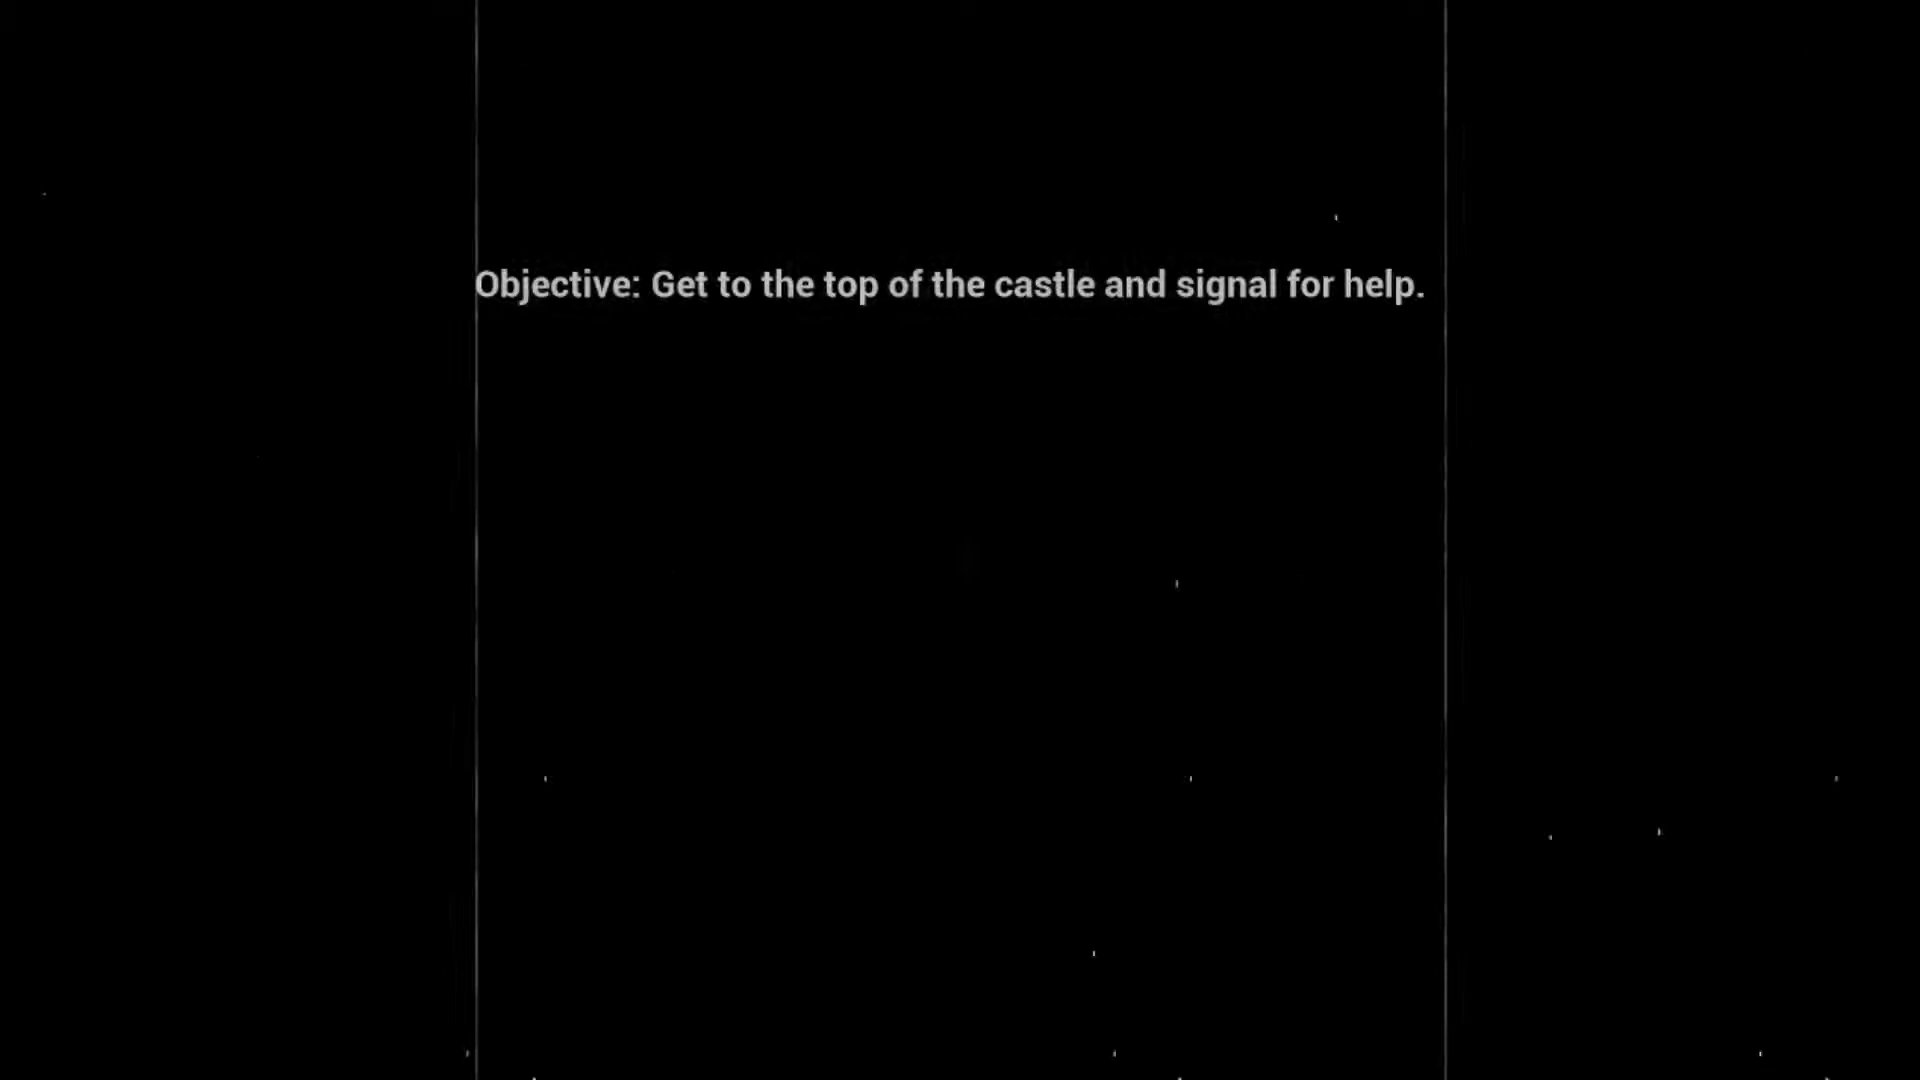 Objective: Get to the top of the castle and signal for help.